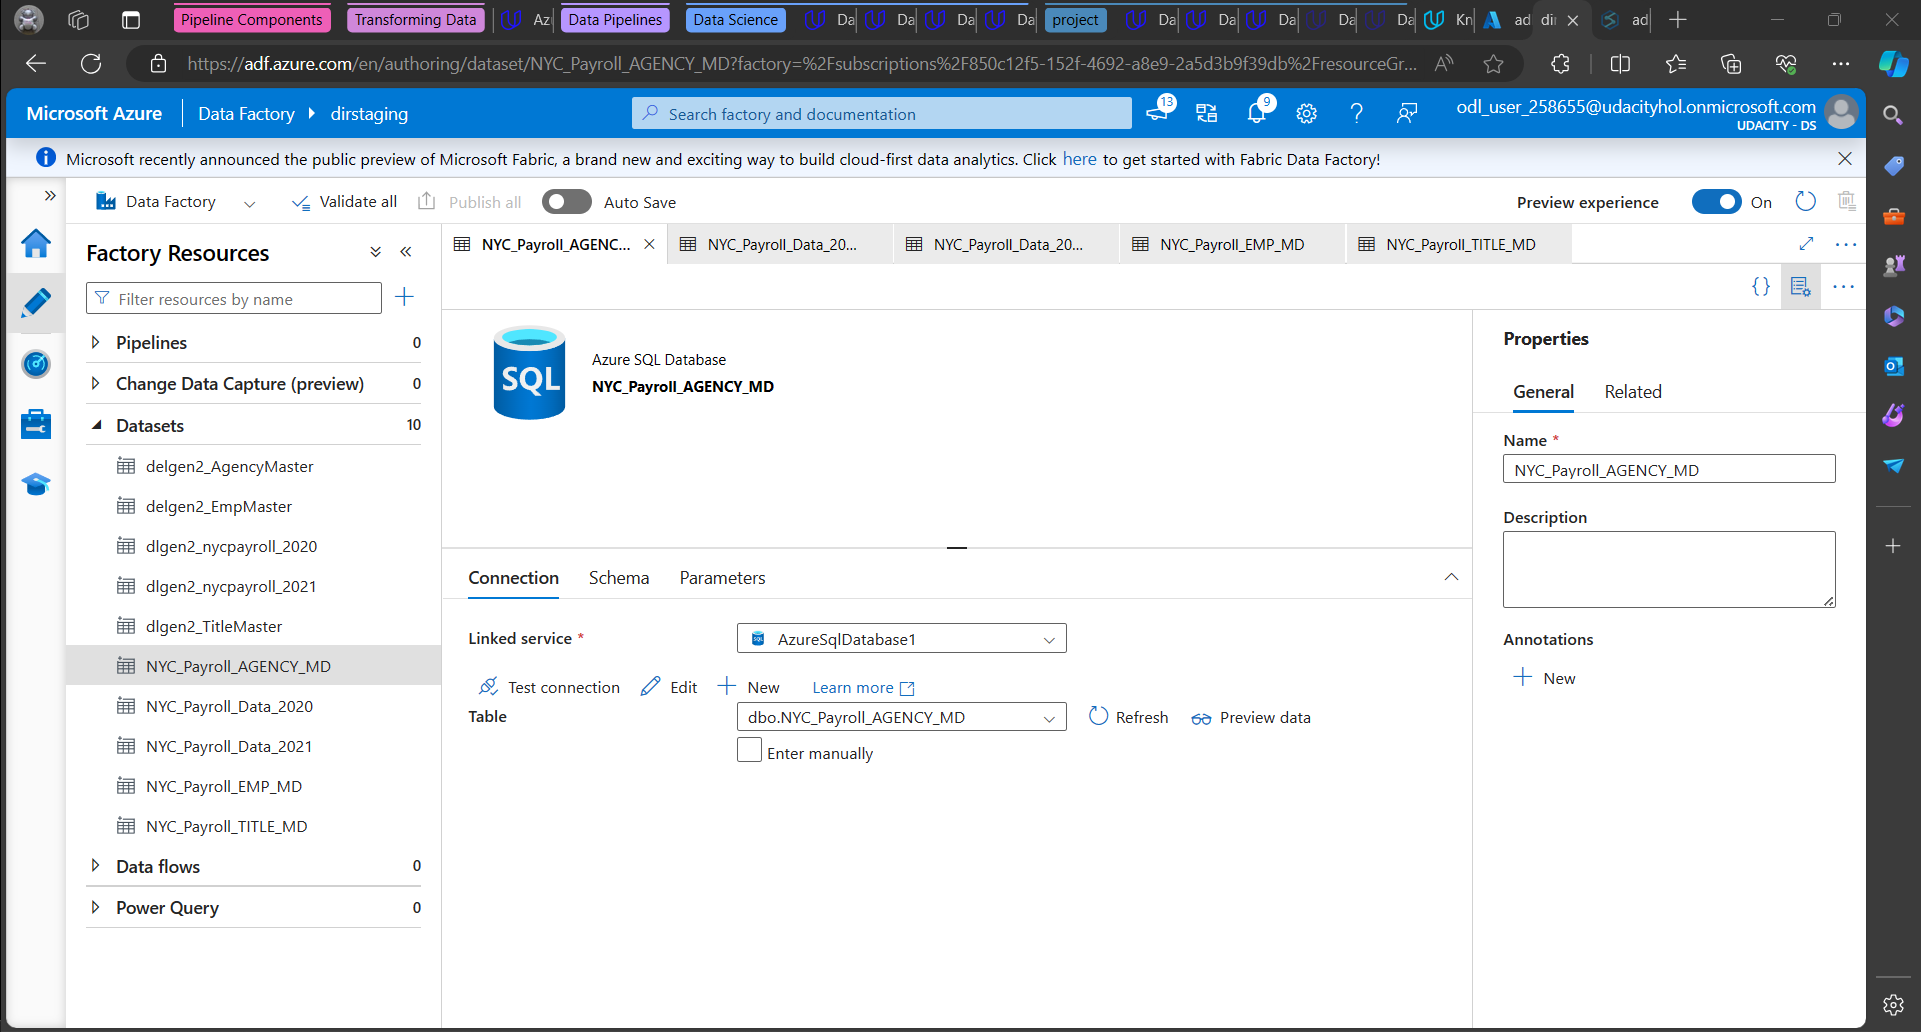 Pipeline Components
Transforming Data
Az
Data Pipelines
Data Science
Da
Da
Da
Da
project
Da
Da
Da
Da
Da
Kn
ad
dir
ad
https://adf.azure.com/en/authoring/dataset/NYC_Payroll_AGENCY_MD?factory=%2Fsubscriptions%2F850c12f5-152f-4692-a8e9-2a5d3b9f39db%2FresourceGr...
Microsoft Azure
Data Factory
dirstaging
Search factory and documentation
13
9
odl_user_258655@udacityhol.onmicrosoft.com
UDACITY - DS
Microsoft recently announced the public preview of Microsoft Fabric, a brand new and exciting way to build cloud-first data analytics. Click here to get started with Fabric Data Factory!
Data Factory
Validate all
Publish all
Auto Save
Preview experience
On
Factory Resources
Filter resources by name
Pipelines 0
Change Data Capture (preview) 0
Datasets 10
delgen2_AgencyMaster
delgen2_EmpMaster
dlgen2_nycpayroll_2020
dlgen2_nycpayroll_2021
dlgen2_TitleMaster
NYC_Payroll_AGENCY_MD
NYC_Payroll_Data_2020
NYC_Payroll_Data_2021
NYC_Payroll_EMP_MD
NYC_Payroll_TITLE_MD
Data flows 0
Power Query 0
NYC_Payroll_AGENC...
NYC_Payroll_Data_20...
NYC_Payroll_Data_20...
NYC_Payroll_EMP_MD
NYC_Payroll_TITLE_MD
SQL
Azure SQL Database
NYC_Payroll_AGENCY_MD
Connection
Schema
Parameters
Linked service *
AzureSqlDatabase1
Test connection
Edit
New
Learn more
Table
dbo.NYC_Payroll_AGENCY_MD
Refresh
Preview data
Enter manually
Properties
General
Related
Name *
NYC_Payroll_AGENCY_MD
Description
Annotations
New